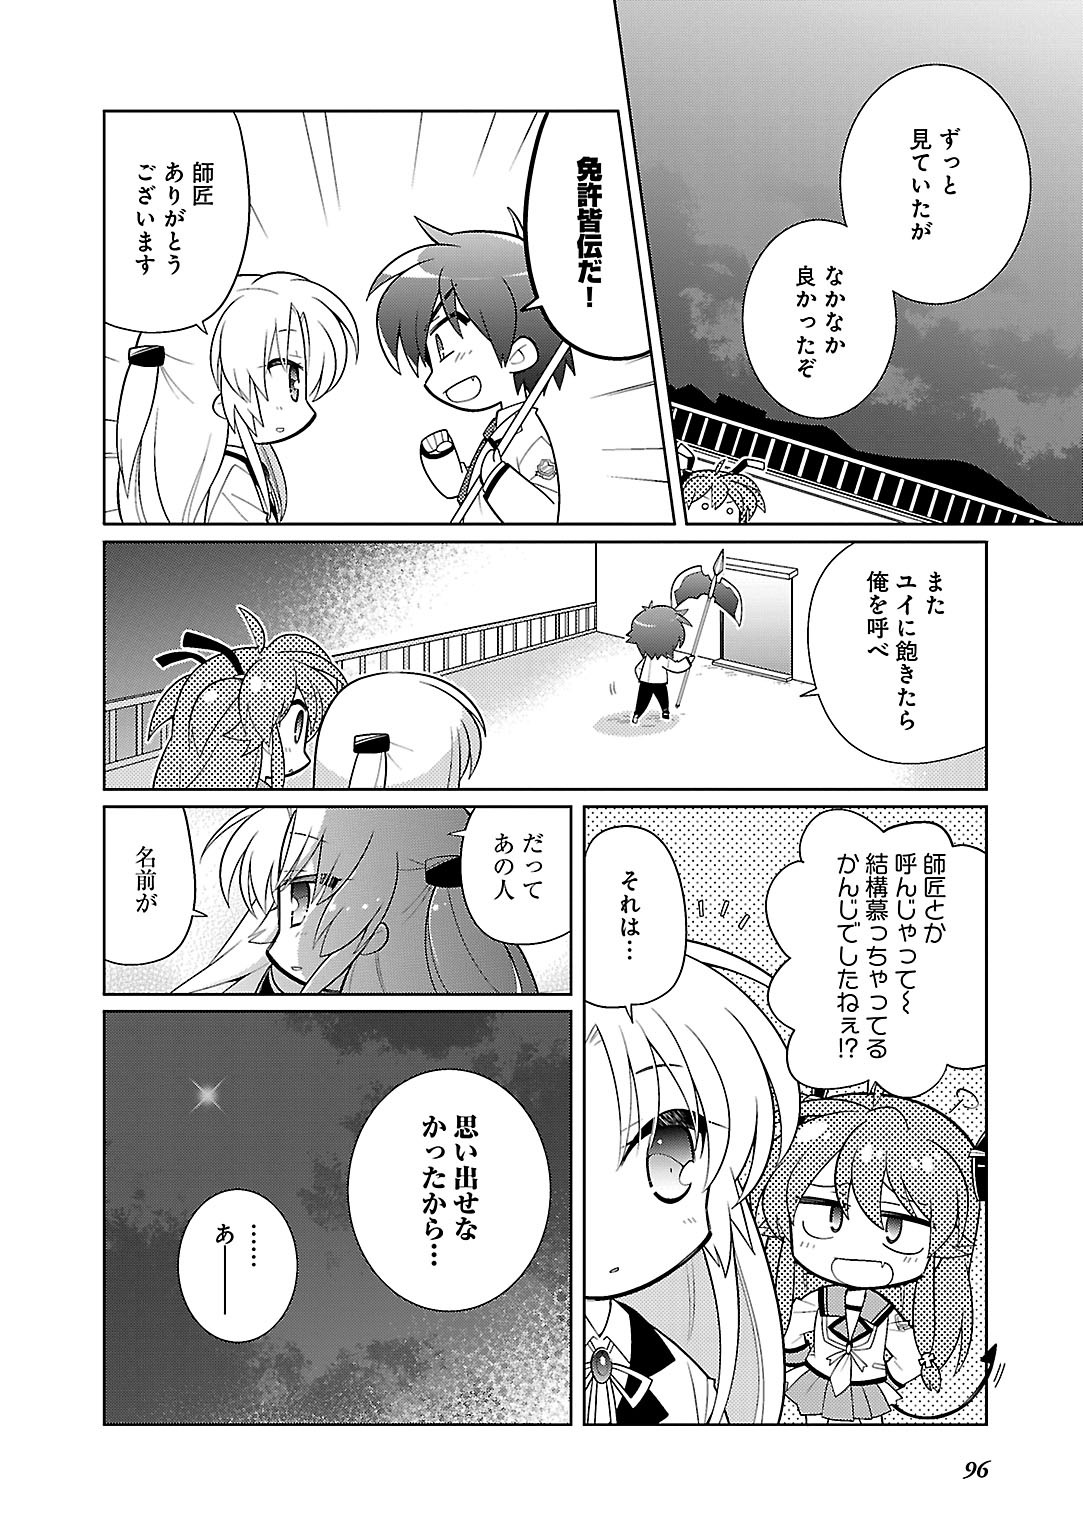 ずっと
見ていたが
なかなか
良かったぞ
免許皆伝だ！
師匠
ありがとう
ございます
また
ユイに飽きたら
俺を呼べ
師匠とか
呼んじゃって～
結構慕っちゃってる
かんじでしたねぇ!?
それは…
だって
あの人
名前が
思い出せな
かったから…
……
あ――
96